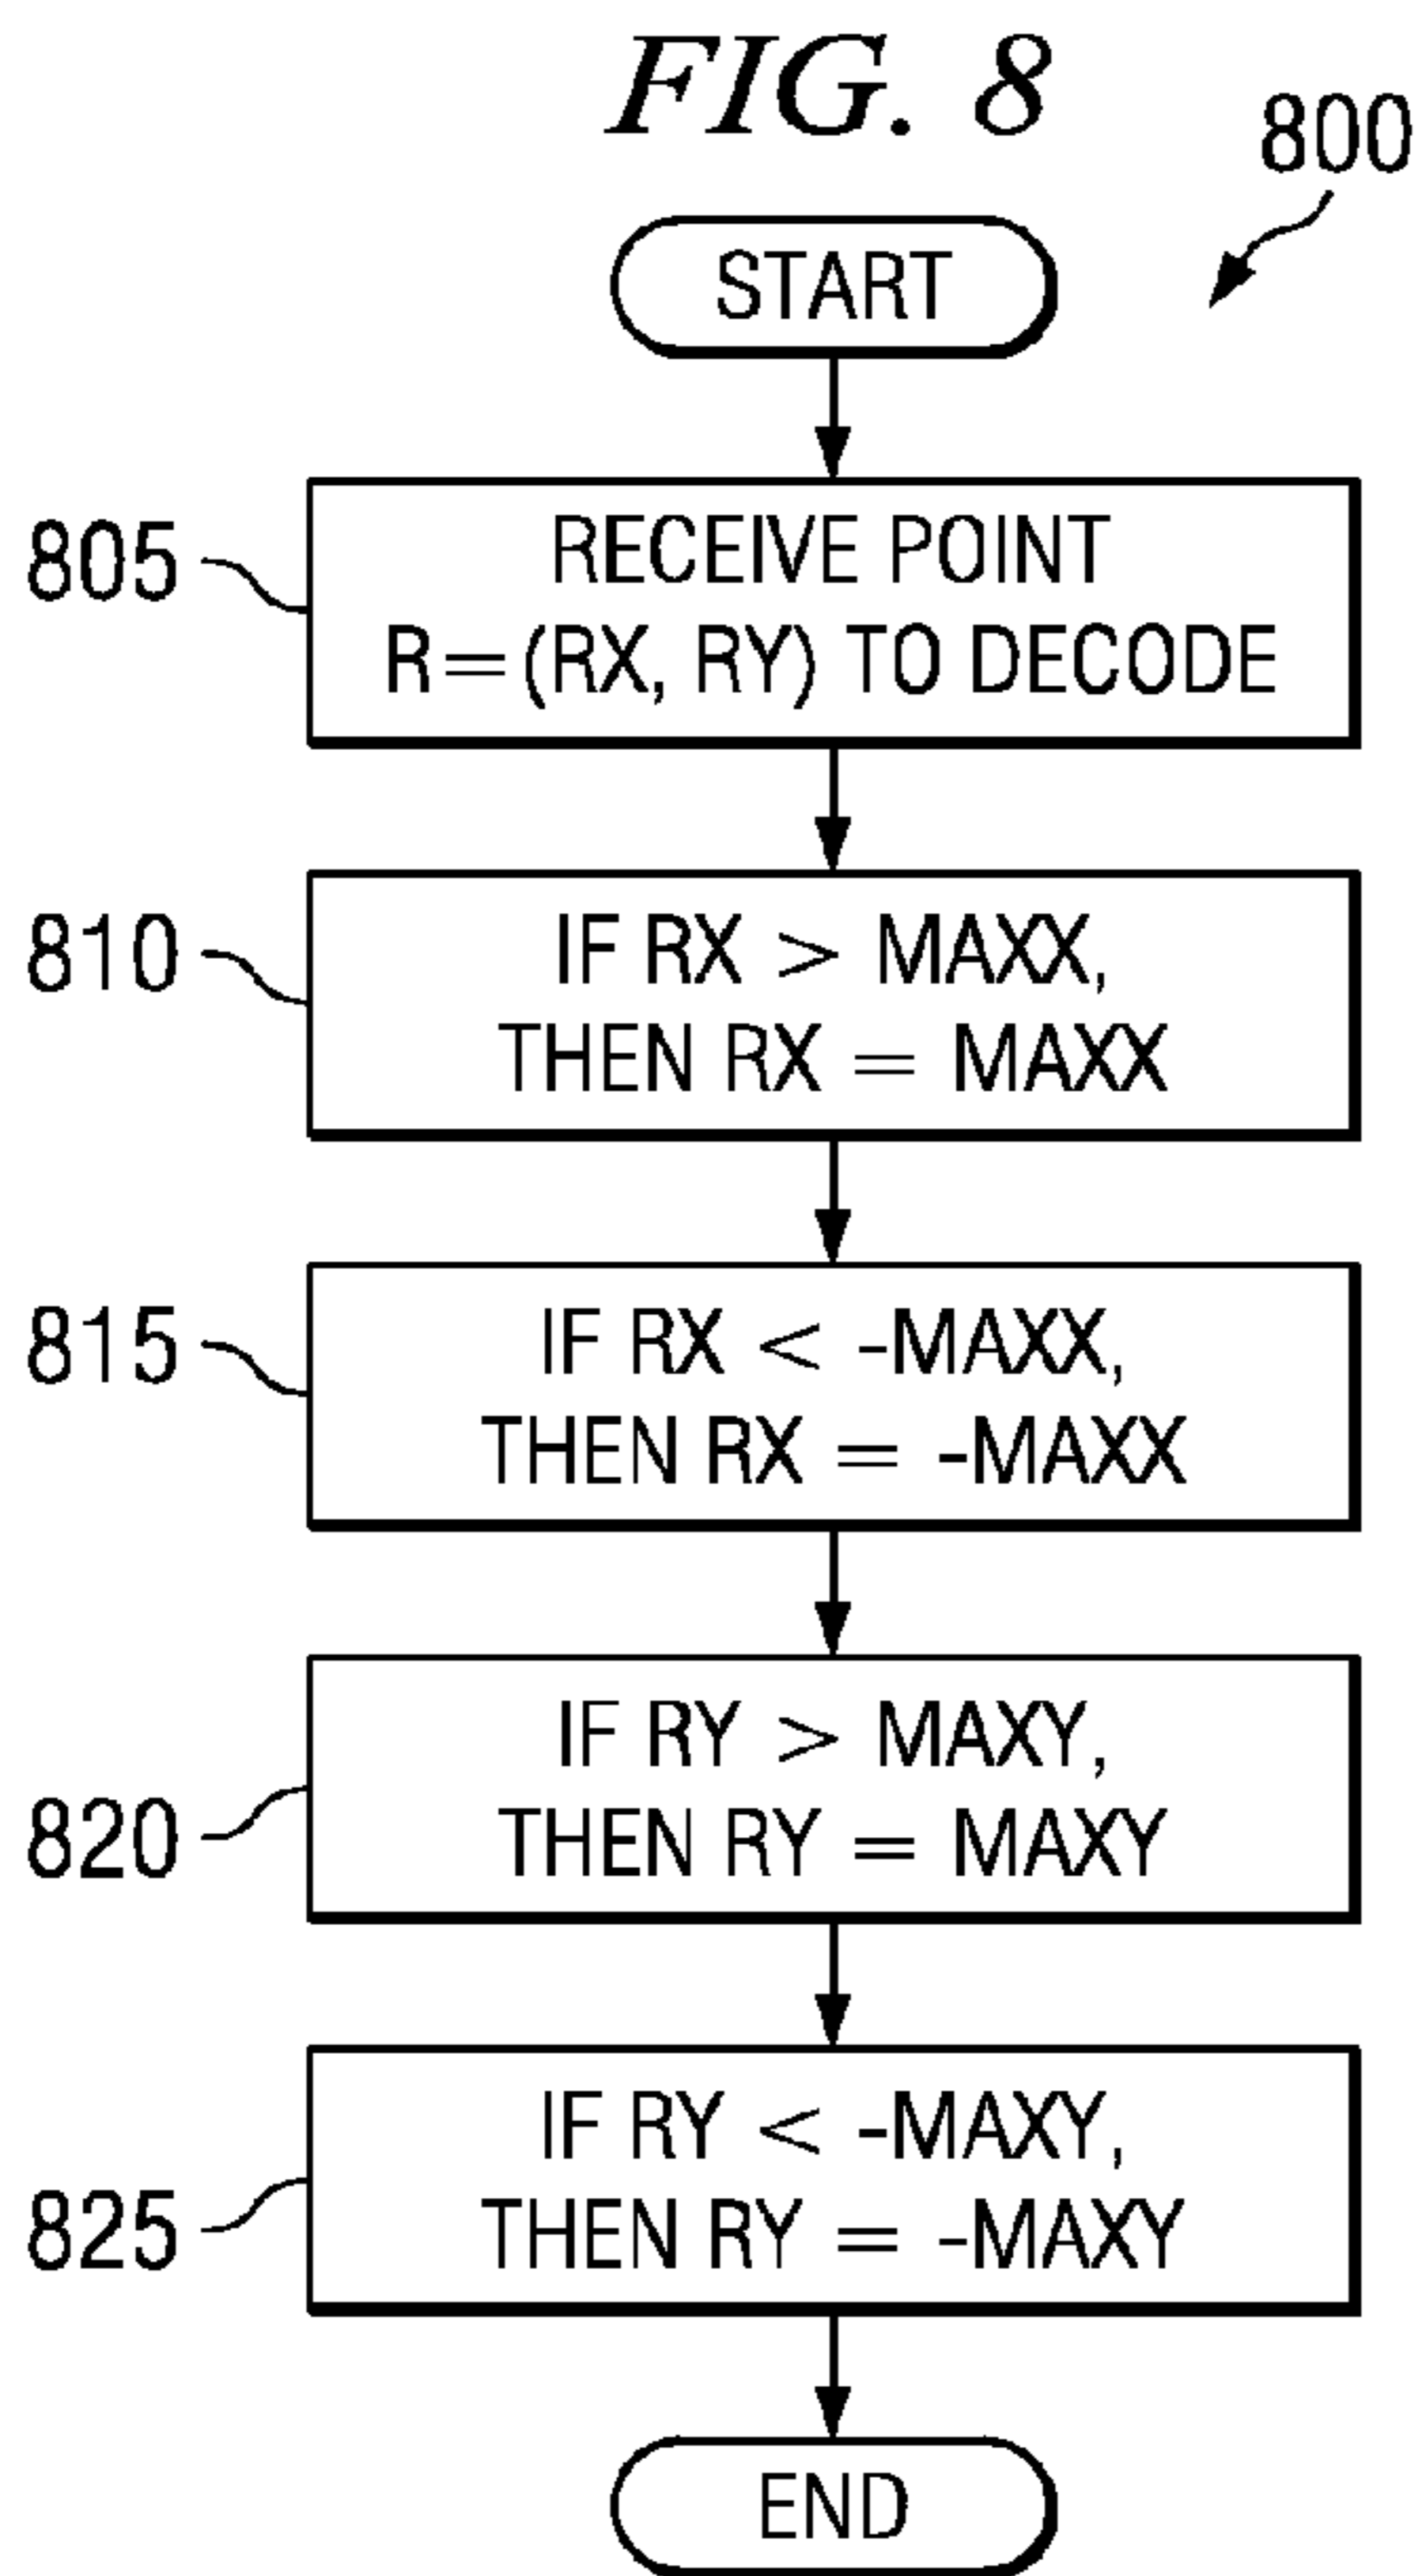 FIG. 8
800
START
805
RECEIVE POINT
R=(RX, RY) TO DECODE
810
IF RX > MAXX,
THEN RX = MAXX
815
IF RX < -MAXX,
THEN RX = -MAXX
820
IF RY > MAXY,
THEN RY = MAXY
825
IF RY < -MAXY,
THEN RY = -MAXY
END